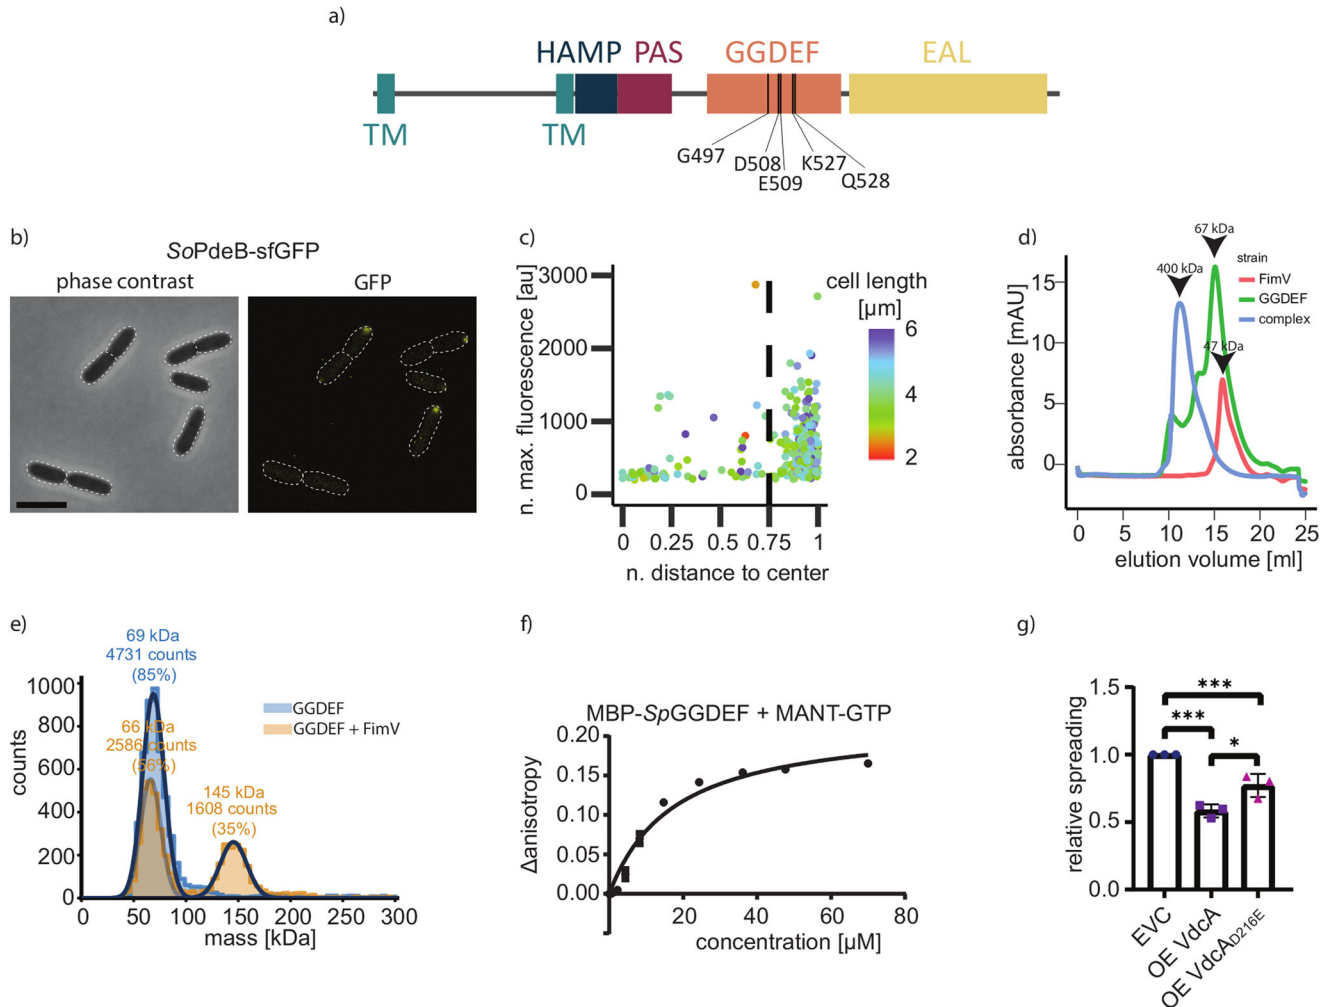 a)
HAMP PAS GGDEF EAL
TM TM
G497 D508 E509 K527 Q528
b)
SoPdeB-sfGFP
phase contrast GFP
c)
n. max. fluorescence [au]
3000
2000
1000
0
0 0.25 0.5 0.75 1
n. distance to center
cell length
[µm]
6
4
2
d)
absorbance [mAU]
15
10
5
0
0 5 10 15 20 25
elution volume [ml]
400 kDa
67 kDa
47 kDa
strain
FimV
GGDEF
complex
e)
counts
1000
800
600
400
200
0
0 50 100 150 200 250 300
mass [kDa]
69 kDa
4731 counts
(85%)
66 kDa
2586 counts
(56%)
145 kDa
1608 counts
(35%)
GGDEF
GGDEF + FimV
f)
MBP-SpGGDEF + MANT-GTP
Δanisotropy
0.20
0.15
0.10
0.05
0.00
20 40 60 80
concentration [µM]
g)
relative spreading
1.5
1.0
0.5
0.0
***
***
*
EVC
OE VdcA
OE VdcAD216E